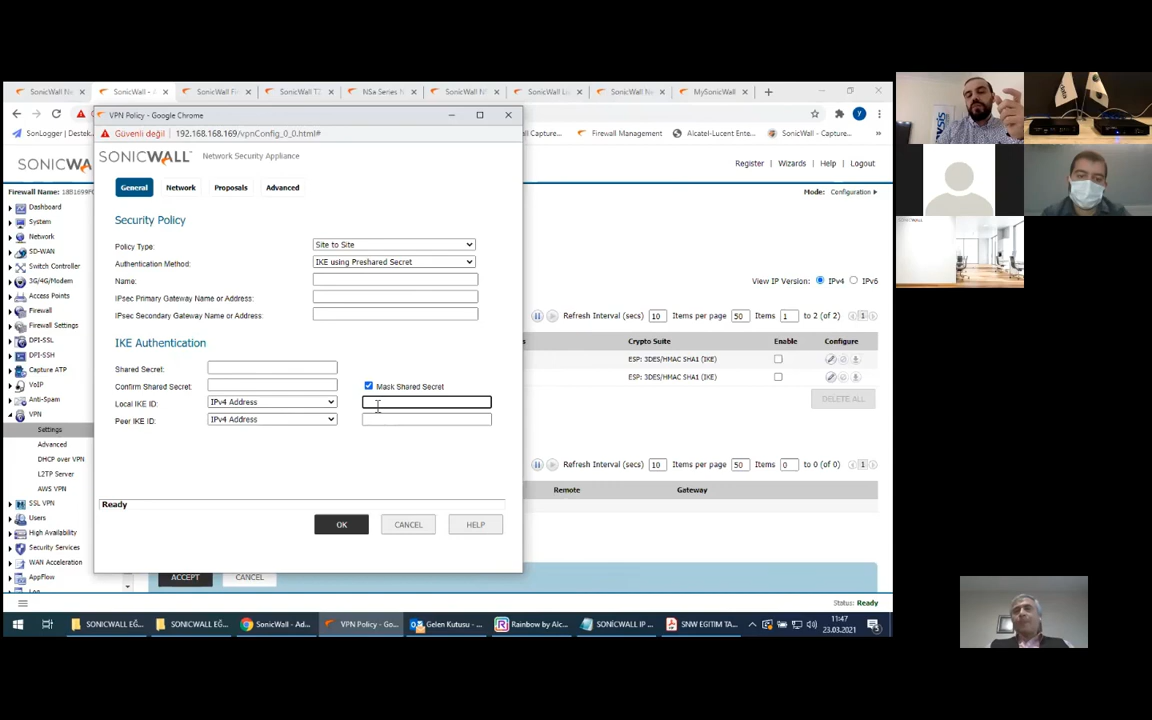 SonicWall Ne
SonicWall - A
SonicWall Fi
SonicWall TZ
NSa Series N
SonicWall N
SonicWall Li
SonicWall Ne
MySonicWall
VPN Policy - Google Chrome
Güvenli değil
192.168.168.169/vpnConfig_0_0.html#
SonLogger | Destek
Capture...
Firewall Management
Alcatel-Lucent Ente...
SonicWall - Capture...
SONICWALL
Network Security Appliance
Register
Wizards
Help
Logout
Firewall Name:
Mode: Configuration
General
Network
Proposals
Advanced
Dashboard
System
Network
SD-WAN
Switch Controller
3G/4G/Modem
Access Points
Firewall
Firewall Settings
DPI-SSL
DPI-SSH
Capture ATP
VoIP
Anti-Spam
VPN
Settings
Advanced
DHCP over VPN
L2TP Server
AWS VPN
SSL VPN
Users
High Availability
Security Services
WAN Acceleration
AppFlow
Security Policy
Policy Type:
Site to Site
Authentication Method:
IKE using Preshared Secret
Name:
IPsec Primary Gateway Name or Address:
IPsec Secondary Gateway Name or Address:
IKE Authentication
Shared Secret:
Confirm Shared Secret:
Mask Shared Secret
Local IKE ID:
IPv4 Address
Peer IKE ID:
IPv4 Address
Ready
OK
CANCEL
HELP
View IP Version:
IPv4
IPv6
Refresh Interval (secs) 10 Items per page 50 Items 1 to 2 (of 2) 1
Crypto Suite
Enable
Configure
ESP: 3DES/HMAC SHA1 (IKE)
ESP: 3DES/HMAC SHA1 (IKE)
DELETE ALL
Refresh Interval (secs) 10 Items per page 50 Items 0 to 0 (of 0) 1
Remote
Gateway
ACCEPT
CANCEL
Status: Ready
SONICWALL EĞ...
SONICWALL EĞ...
SonicWall - Ad...
VPN Policy - Go...
Gelen Kutusu - ...
Rainbow by Alc...
SONİCWALL IP ...
SNW EGITIM TA...
11:47
23.03.2021